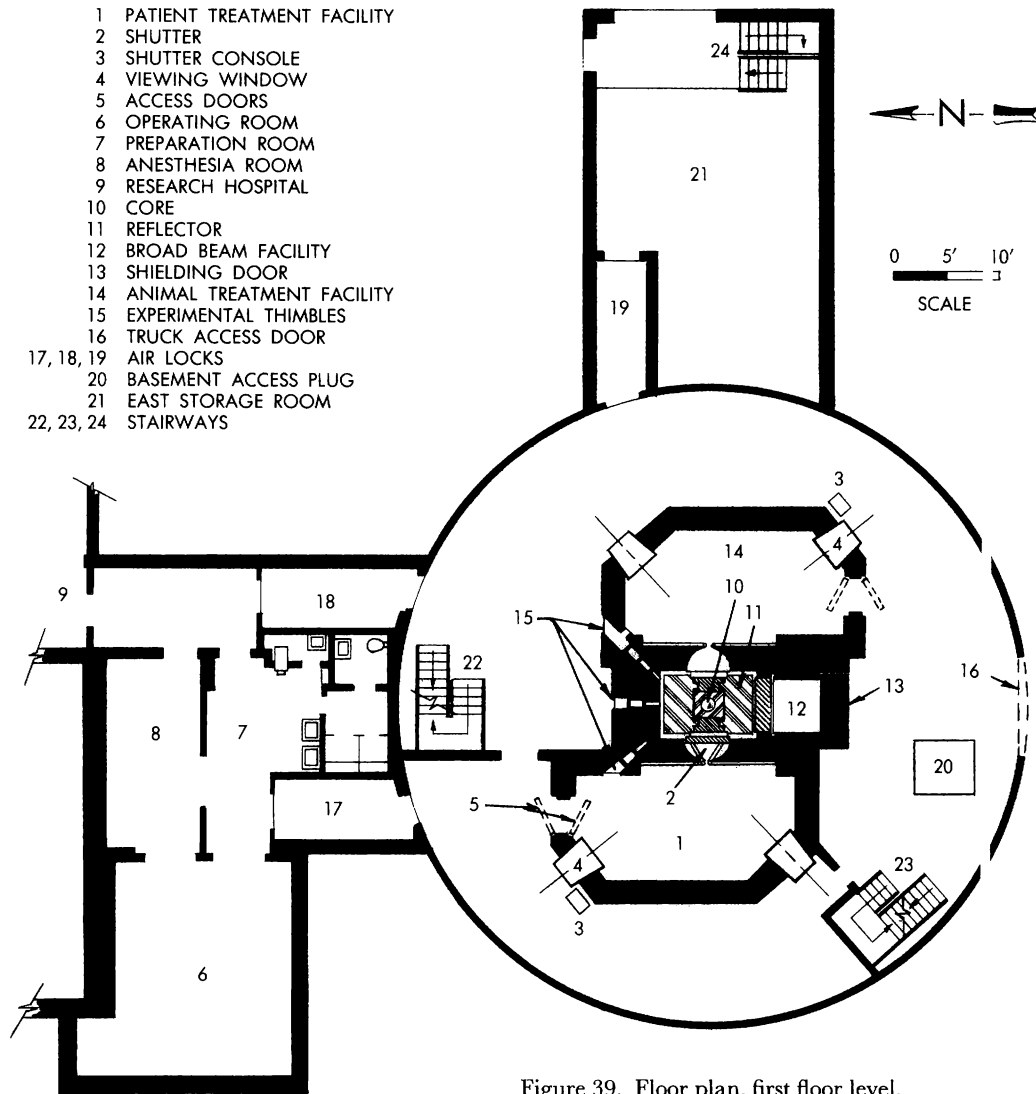 1 PATIENT TREATMENT FACILITY
2 SHUTTER
3 SHUTTER CONSOLE
4 VIEWING WINDOW
5 ACCESS DOORS
6 OPERATING ROOM
7 PREPARATION ROOM
8 ANESTHESIA ROOM
9 RESEARCH HOSPITAL
10 CORE
11 REFLECTOR
12 BROAD BEAM FACILITY
13 SHIELDING DOOR
14 ANIMAL TREATMENT FACILITY
15 EXPERIMENTAL THIMBLES
16 TRUCK ACCESS DOOR
17, 18, 19 AIR LOCKS
20 BASEMENT ACCESS PLUG
21 EAST STORAGE ROOM
22, 23, 24 STAIRWAYS
24
N
21
0 5' 10'
SCALE
19
3
4
14
9
18
15
10
11
22
16
13
12
8
7
20
2
5
17
1
4
23
3
6
Figure 39. Floor plan, first floor level.